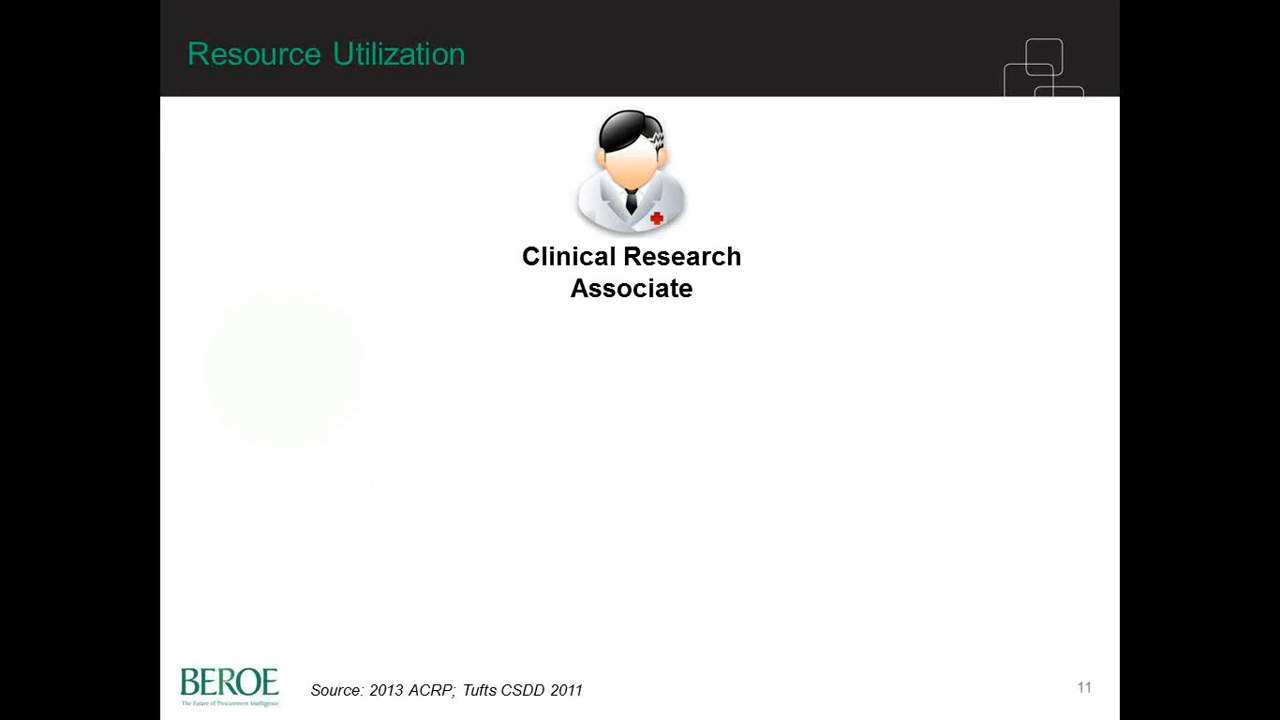 Resource Utilization
Clinical Research
Associate
BEROE
The Future of Procurement Intelligence
Source: 2013 ACRP; Tufts CSDD 2011
11